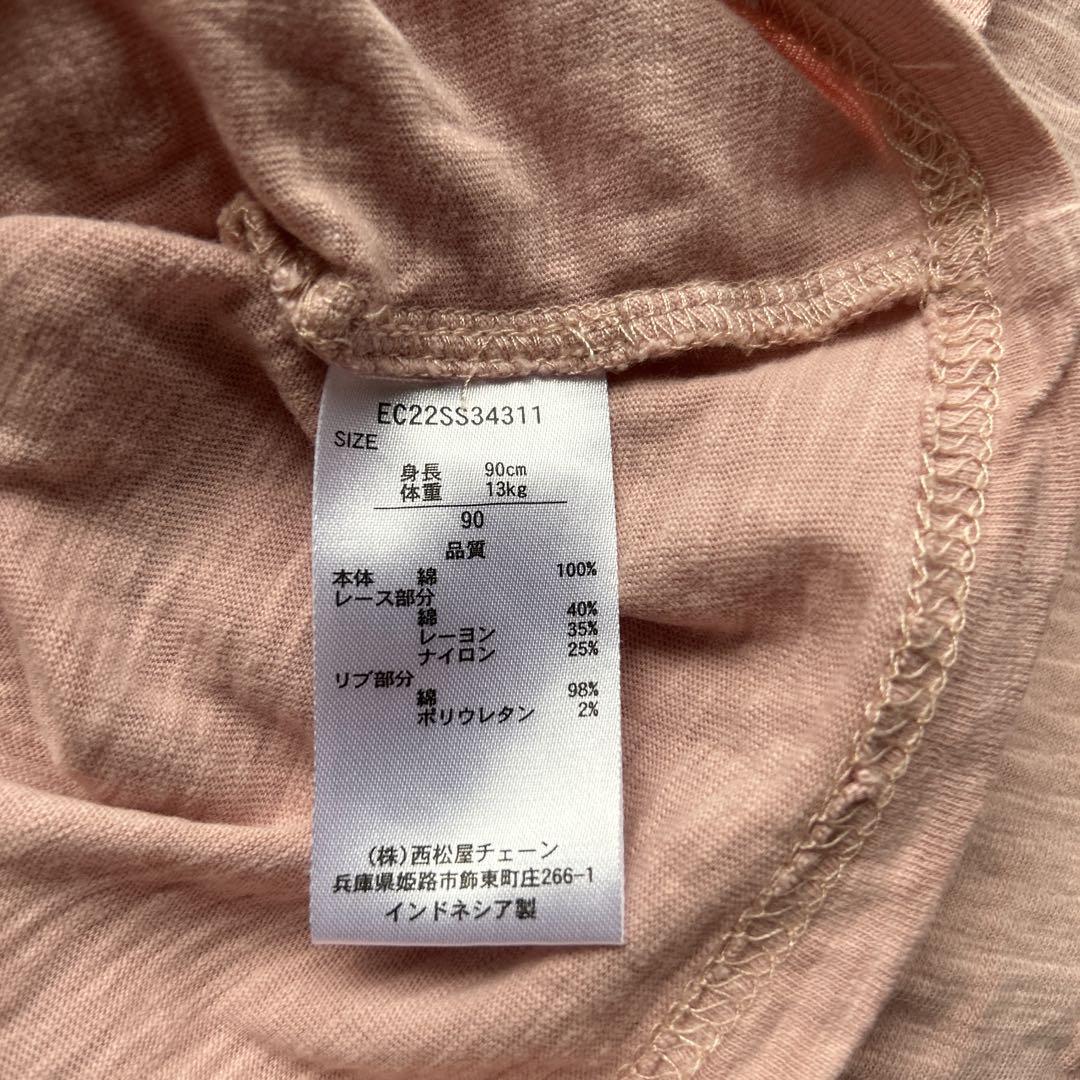 EC22SS34311
SIZE
身長 90cm
体重 13kg
90
品質
本体 綿 100%
レース部分
綿 40%
レーヨン 35%
ナイロン 25%
リブ部分
綿 98%
ポリウレタン 2%
(株)西松屋チェーン
兵庫県姫路市飾東町庄266-1
インドネシア製